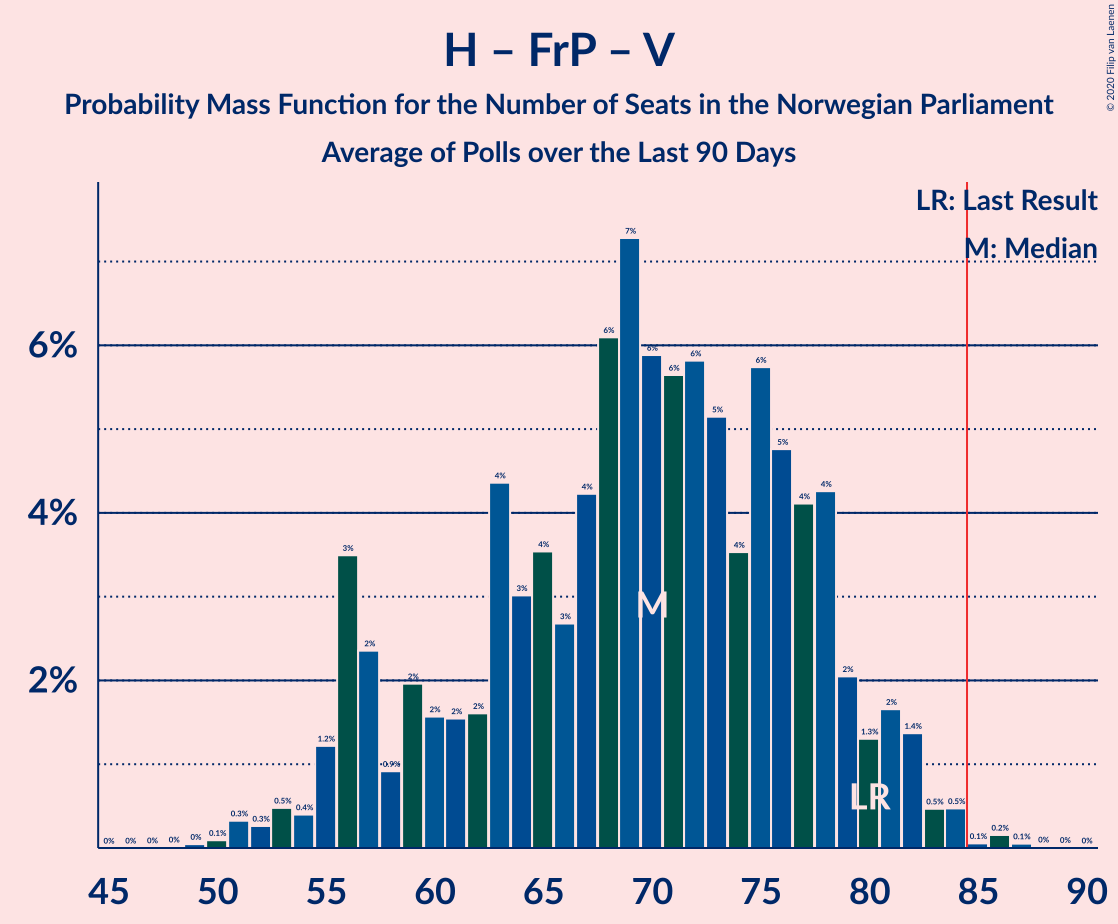 H – FrP – V
Probability Mass Function for the Number of Seats in the Norwegian Parliament
Average of Polls over the Last 90 Days
© 2020 Filip van Laenen
LR: Last Result
M: Median
6%
4%
2%
0% 0% 0% 0% 0% 0.1% 0.3% 0.3% 0.5% 0.4% 1.2% 3% 2% 0.9% 2% 2% 2% 2% 4% 3% 4% 3% 4% 6% 7% 6% 6% 6% 5% 4% 6% 5% 4% 4% 2% 1.3% 2% 1.4% 0.5% 0.5% 0.1% 0.2% 0.1% 0% 0% 0%
M
LR
45 50 55 60 65 70 75 80 85 90